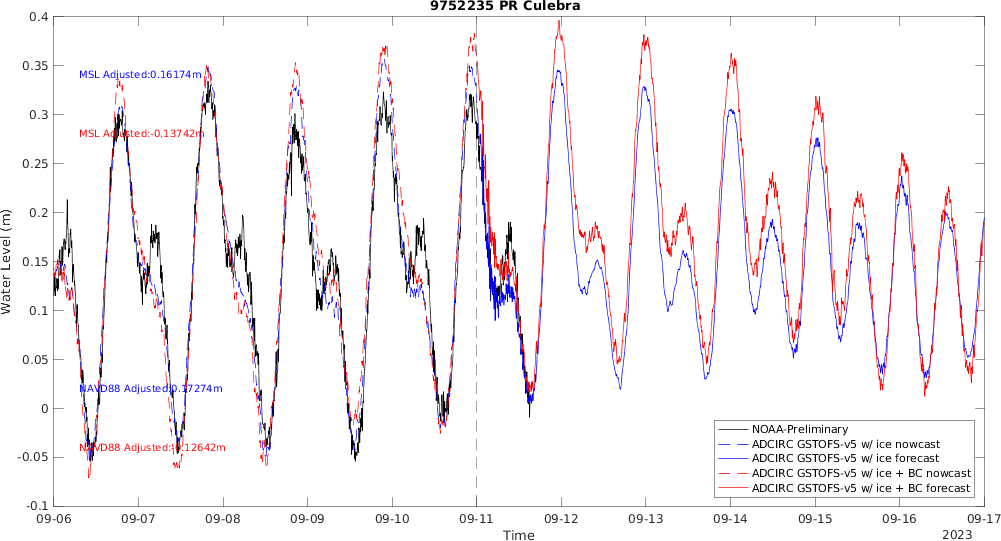 9752235 PR Culebra
0.4
0.35
0.3
0.25
0.2
0.15
0.1
0.05
0
-0.05
-0.1
Water Level (m)
MSL Adjusted:0.16174m
MSL Adjusted:-0.13742m
NAVD88 Adjusted:0.17274m
NAVD88 Adjusted:-0.12642m
NOAA-Preliminary
ADCIRC GSTOFS-v5 w/ ice nowcast
ADCIRC GSTOFS-v5 w/ ice forecast
ADCIRC GSTOFS-v5 w/ ice + BC nowcast
ADCIRC GSTOFS-v5 w/ ice + BC forecast
09-06 09-07 09-08 09-09 09-10 09-11 09-12 09-13 09-14 09-15 09-16 09-17
Time
2023